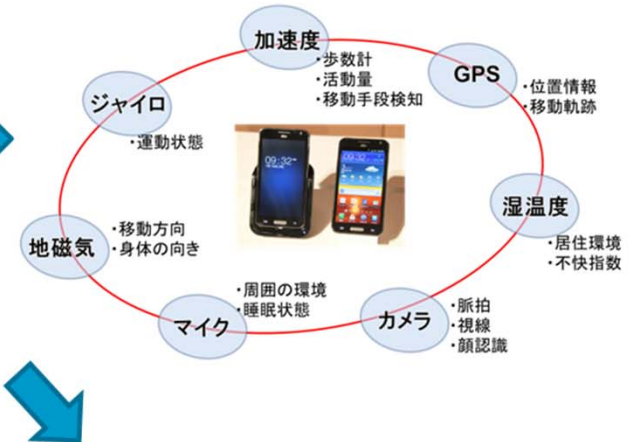 加速度
・歩数計
・活動量
・移動手段検知
GPS
・位置情報
・移動軌跡
湿温度
・居住環境
・不快指数
カメラ
・脈拍
・視線
・顔認識
マイク
・周囲の環境
・睡眠状態
地磁気
・移動方向
・身体の向き
ジャイロ
・運動状態
09:32
09:32